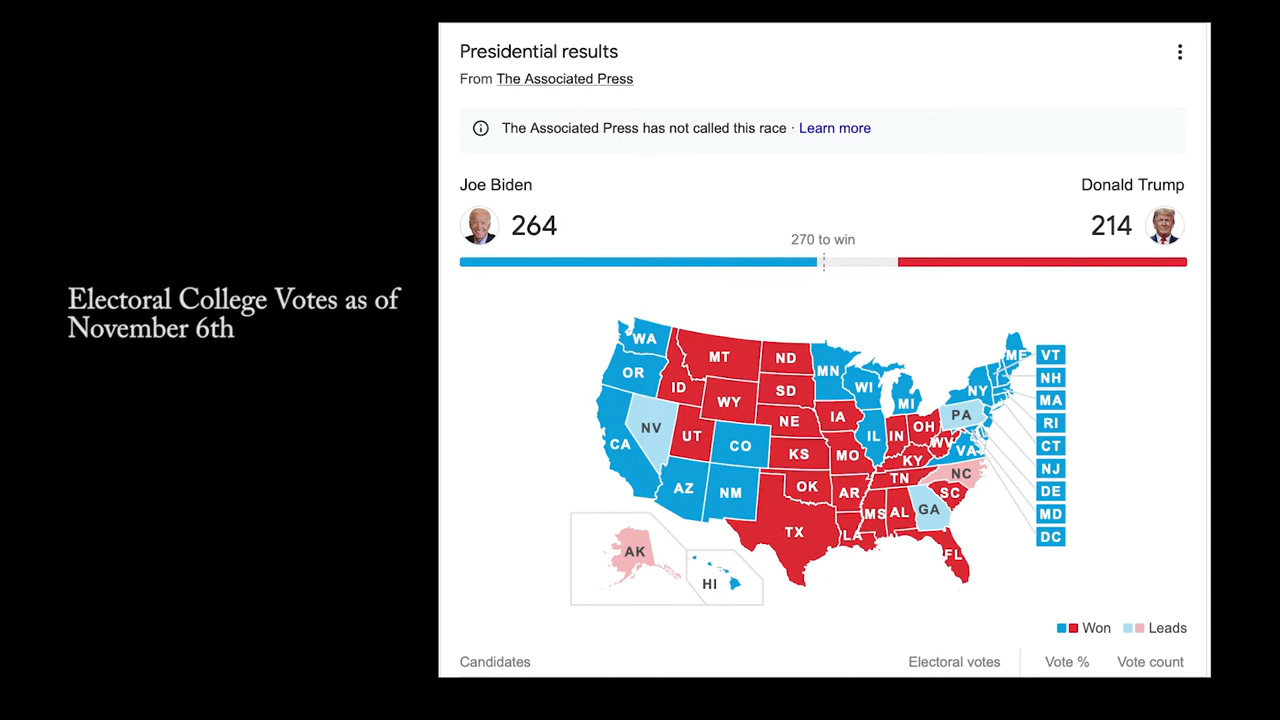 Presidential results
From The Associated Press
The Associated Press has not called this race · Learn more
Joe Biden
Donald Trump
264
214
270 to win
Electoral College Votes as of
November 6th
WA
MT
ND
MN
ME
VT
OR
ID
SD
WI
NH
WY
NE
IA
MI
NY
MA
NV
UT
CO
KS
MO
IL
IN
OH
PA
RI
CA
WV
VA
CT
KY
NJ
AZ
NM
OK
AR
TN
NC
DE
SC
MS
AL
GA
MD
TX
LA
DC
FL
AK
HI
Won
Leads
Candidates
Electoral votes
Vote %
Vote count